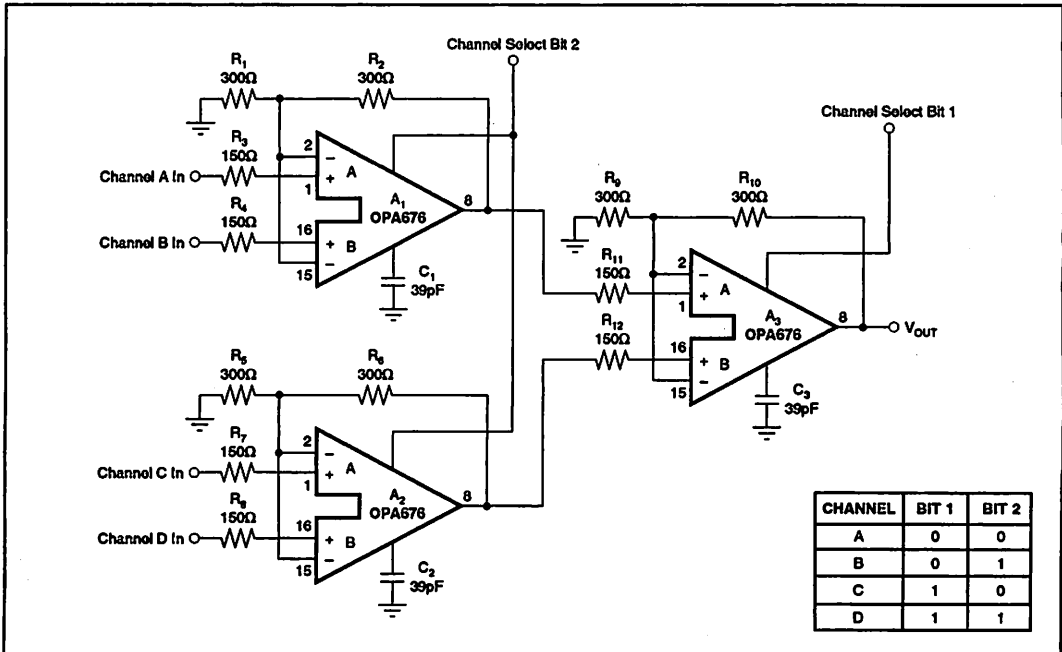 Channel Select Bit 2
R1
300Ω
R2
300Ω
R3
150Ω
Channel A In
R4
150Ω
Channel B In
2
−
A
+
1
16
+
B
−
15
A1
OPA676
8
C1
39pF
Channel Select Bit 1
R9
300Ω
R10
300Ω
R11
150Ω
R12
150Ω
2
−
A
+
1
16
+
B
−
15
A3
OPA676
8
VOUT
C3
39pF
R5
300Ω
R6
300Ω
R7
150Ω
Channel C In
R8
150Ω
Channel D In
2
−
A
+
1
16
+
B
−
15
A2
OPA676
8
C2
39pF
CHANNEL BIT 1 BIT 2
A 0 0
B 0 1
C 1 0
D 1 1